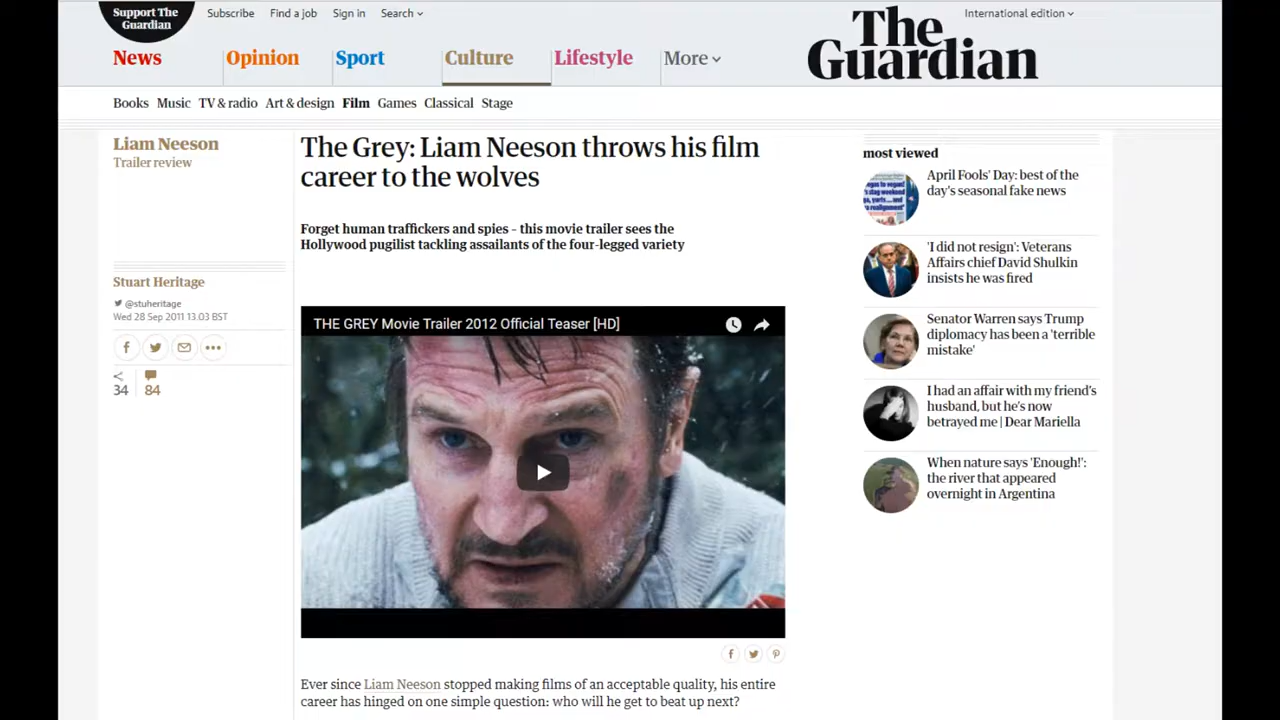 Support The
Guardian
Subscribe
Find a job
Sign in
Search
International edition
The
Guardian
News
Opinion
Sport
Culture
Lifestyle
More
Books
Music
TV & radio
Art & design
Film
Games
Classical
Stage
Liam Neeson
Trailer review
The Grey: Liam Neeson throws his film
career to the wolves
Forget human traffickers and spies – this movie trailer sees the
Hollywood pugilist tackling assailants of the four-legged variety
Stuart Heritage
@stuheritage
Wed 28 Sep 2011 13.03 BST
34
84
THE GREY Movie Trailer 2012 Official Teaser [HD]
Ever since Liam Neeson stopped making films of an acceptable quality, his entire
career has hinged on one simple question: who will he get to beat up next?
most viewed
April Fools' Day: best of the
day's seasonal fake news
'I did not resign': Veterans
Affairs chief David Shulkin
insists he was fired
Senator Warren says Trump
diplomacy has been a 'terrible
mistake'
I had an affair with my friend's
husband, but he's now
betrayed me | Dear Mariella
When nature says 'Enough!':
the river that appeared
overnight in Argentina